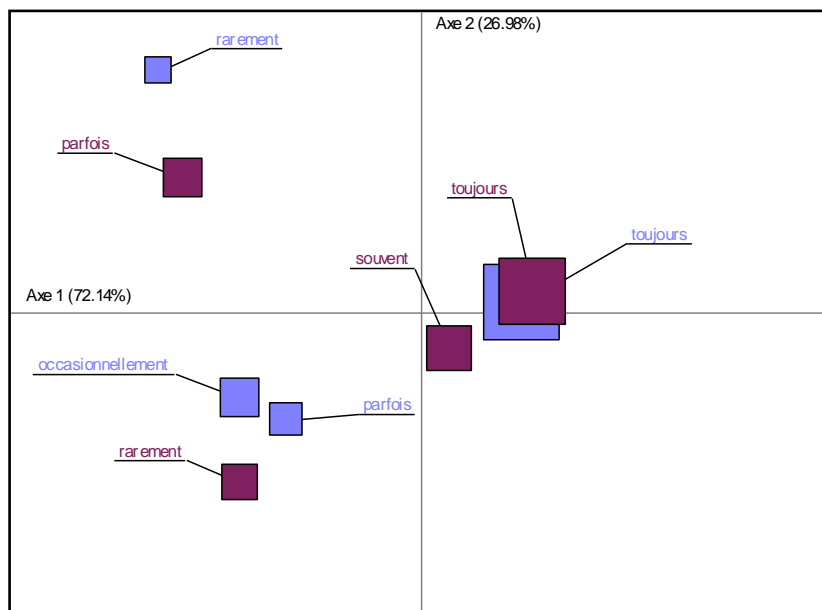 Axe 2 (26.98%)
rarement
parfois
toujours
toujours
souvent
Axe 1 (72.14%)
occasionnellement
parfois
rarement